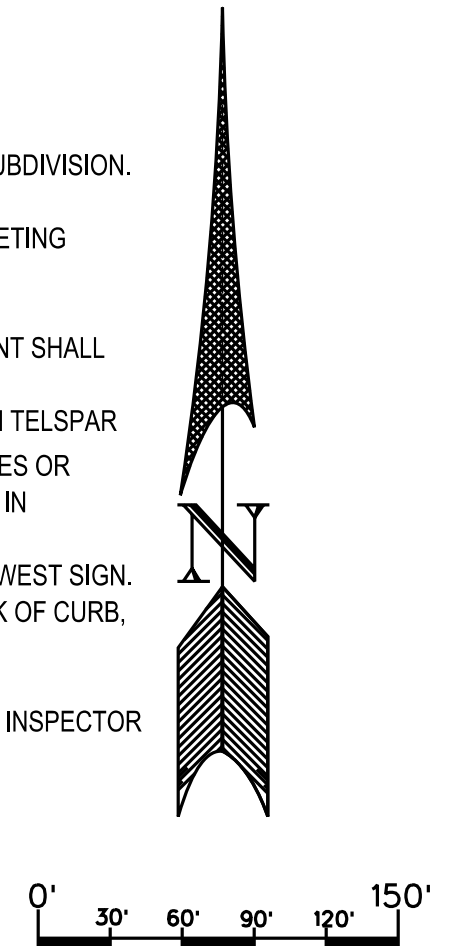 UBDIVISION.
ETING
NT SHALL
TELSPAR
ES OR
IN
WEST SIGN.
K OF CURB,
N
INSPECTOR
0' 30' 60' 90' 120' 150'